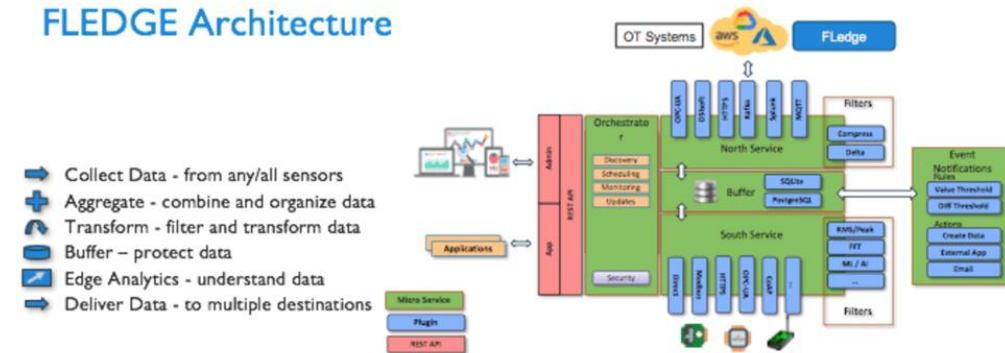 FLEDGE Architecture
Collect Data - from any/all sensors
Aggregate - combine and organize data
Transform - filter and transform data
Buffer – protect data
Edge Analytics - understand data
Deliver Data - to multiple destinations
Micro Service
Plugin
REST API
OT Systems
aws
FLedge
Applications
Admin
App
REST API
Orchestrato
r
Discovery
Scheduling
Monitoring
Updates
Security
OPC-UA
OSIsoft
HTTPS
Kafka
Splunk
MQTT
North Service
Filters
Compress
Delta
Buffer
SQLite
PostgreSQL
South Service
RMS/Peak
FFT
ML / AI
...
Filters
Direct
Modbus
HTTPS
OPC-UA
CoAP
...
Event
Notifications
Rules
Value Threshold
Diff Threshold
Actions
Create Data
External App
Email